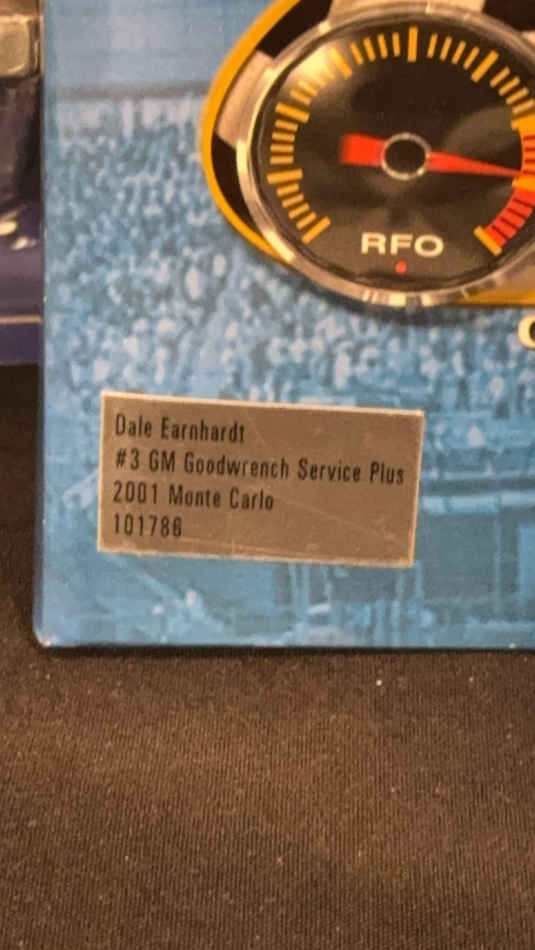 RFO
Dale Earnhardt
#3 GM Goodwrench Service Plus
2001 Monte Carlo
101786